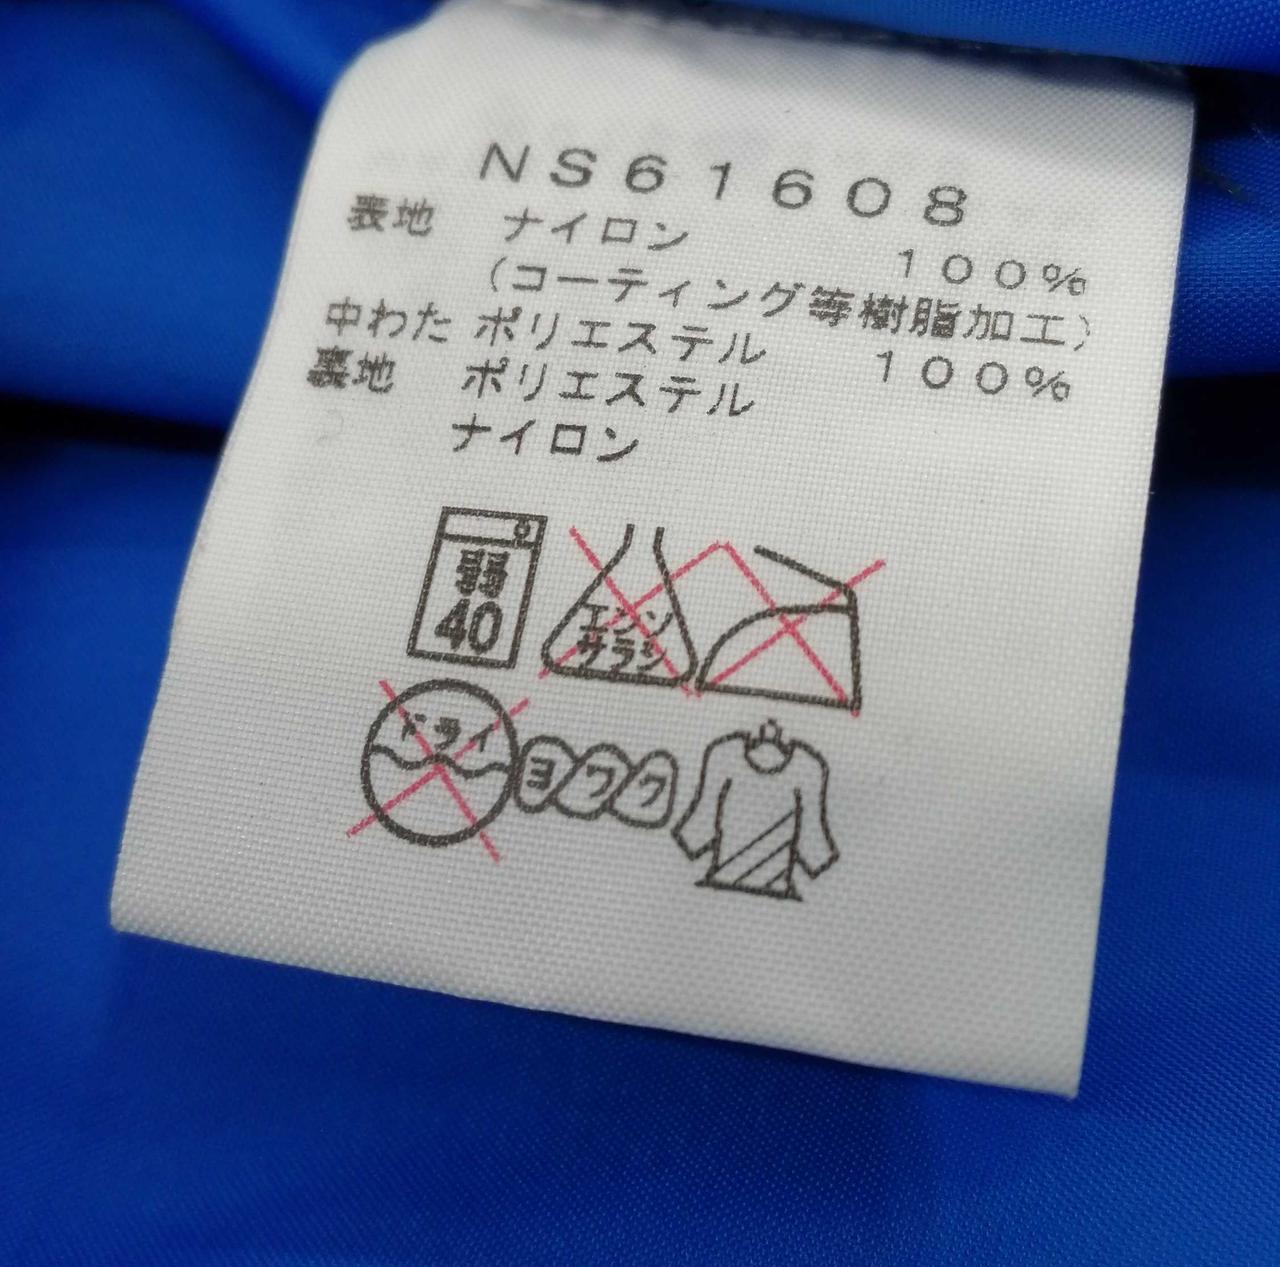 NS61608
表地 ナイロン 100%
(コーティング等樹脂加工)
中わた ポリエステル 100%
裏地 ポリエステル
ナイロン
弱
40
エンソ
サラシ
ドライ
ヨワク